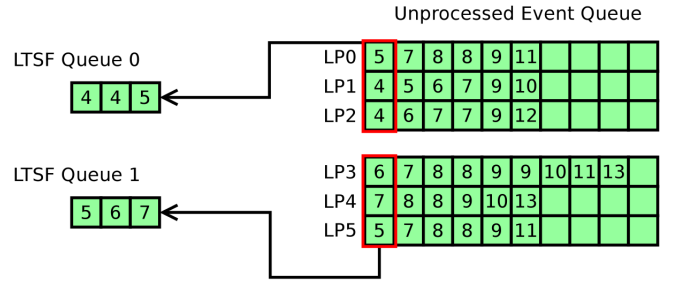 Unprocessed Event Queue
LTSF Queue 0
4 4 5
LP0 5 7 8 8 9 11
LP1 4 5 6 7 9 10
LP2 4 6 7 7 9 12
LTSF Queue 1
5 6 7
LP3 6 7 8 8 9 9 10 11 13
LP4 7 8 8 9 10 13
LP5 5 7 8 8 9 11